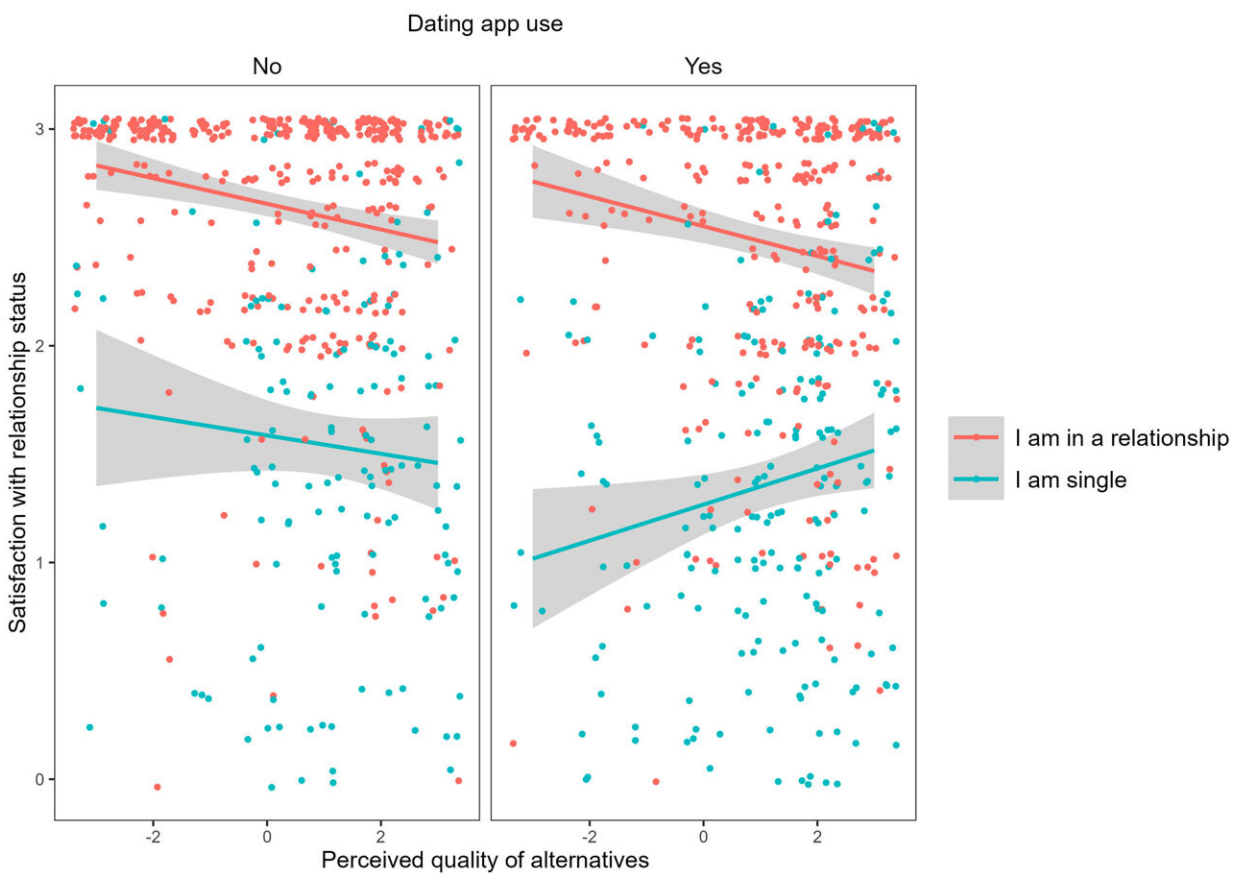 Dating app use
No
Yes
3
2
1
0
-2
0
2
-2
0
2
Satisfaction with relationship status
Perceived quality of alternatives
I am in a relationship
I am single